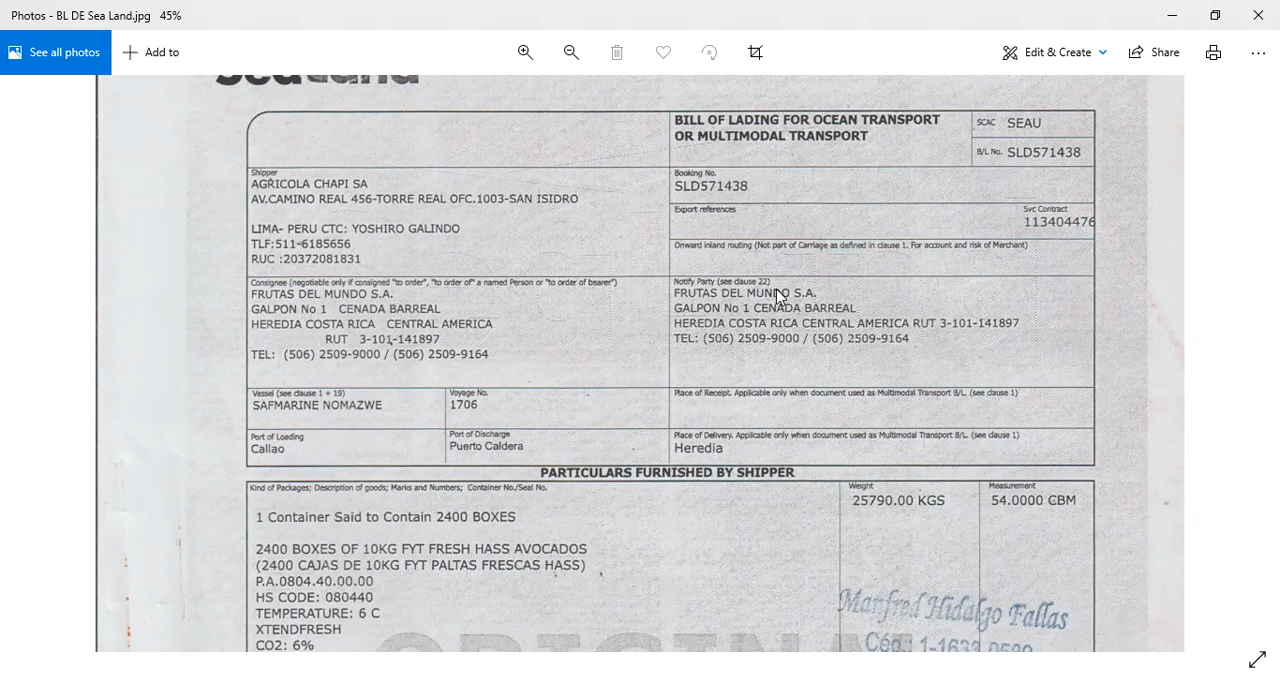 Photos - BL DE Sea Land.jpg 45%
See all photos
Add to
Edit & Create
Share
SeaLand
BILL OF LADING FOR OCEAN TRANSPORT
OR MULTIMODAL TRANSPORT
SCAC SEAU
B/L No. SLD571438
Shipper
AGRICOLA CHAPI SA
AV.CAMINO REAL 456-TORRE REAL OFC.1003-SAN ISIDRO
LIMA- PERU CTC: YOSHIRO GALINDO
TLF:511-6185656
RUC :20372081831
Booking No.
SLD571438
Export references
Svc Contract
113404476
Onward inland routing (Not part of Carriage as defined in clause 1. For account and risk of Merchant)
Consignee (negotiable only if consigned "to order", "to order of" a named Person or "to order of bearer")
FRUTAS DEL MUNDO S.A.
GALPON No 1 CENADA BARREAL
HEREDIA COSTA RICA CENTRAL AMERICA
RUT 3-101-141897
TEL: (506) 2509-9000 / (506) 2509-9164
Notify Party (see clause 22)
FRUTAS DEL MUNDO S.A.
GALPON No 1 CENADA BARREAL
HEREDIA COSTA RICA CENTRAL AMERICA RUT 3-101-141897
TEL: (506) 2509-9000 / (506) 2509-9164
Vessel (see clause 1 + 19)
SAFMARINE NOMAZWE
Voyage No.
1706
Place of Receipt. Applicable only when document used as Multimodal Transport B/L. (see clause 1)
Port of Loading
Callao
Port of Discharge
Puerto Caldera
Place of Delivery. Applicable only when document used as Multimodal Transport B/L. (see clause 1)
Heredia
PARTICULARS FURNISHED BY SHIPPER
Kind of Packages; Description of goods; Marks and Numbers; Container No./Seal No.
Weight
25790.00 KGS
Measurement
54.0000 CBM
1 Container Said to Contain 2400 BOXES
2400 BOXES OF 10KG FYT FRESH HASS AVOCADOS
(2400 CAJAS DE 10KG FYT PALTAS FRESCAS HASS)
P.A.0804.40.00.00
HS CODE: 080440
TEMPERATURE: 6 C
XTENDFRESH
CO2: 6%
Manfred Hidalgo Fallas
Céd.: 1-1633